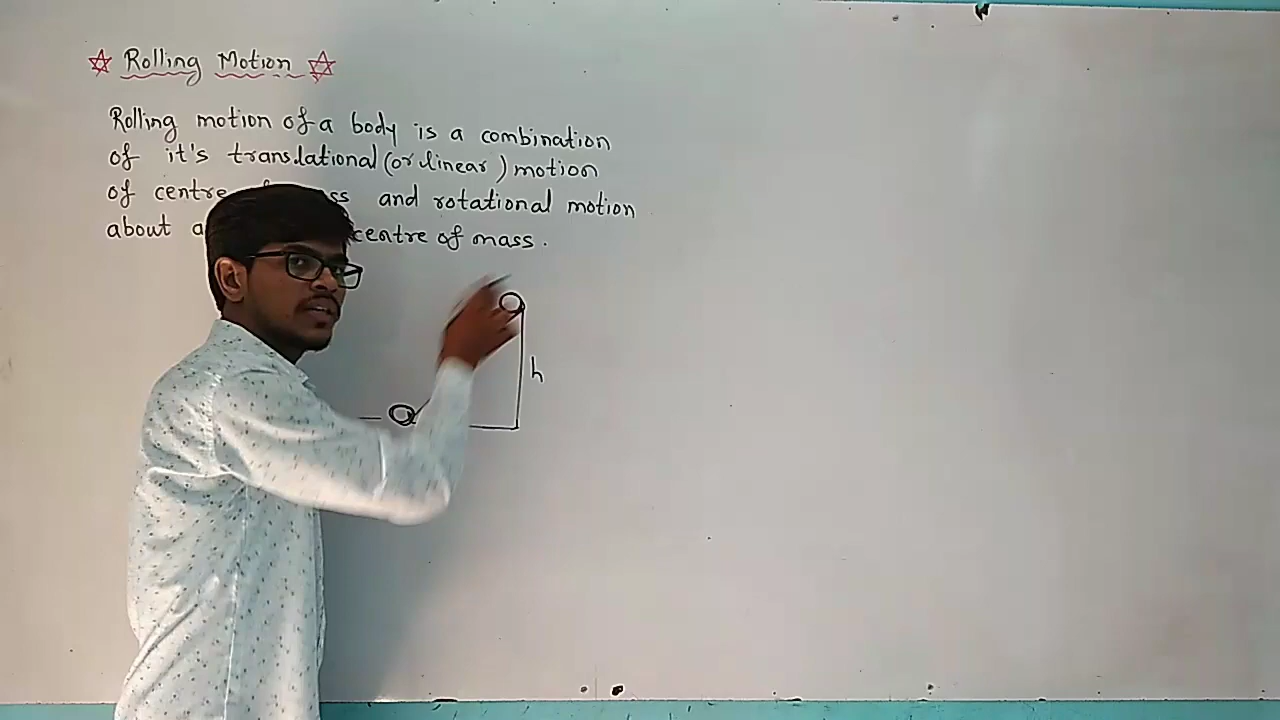 Rolling Motion
Rolling motion of a body is a combination
of it's translational (or linear) motion
of centre and rotational motion
about centre of mass.
h